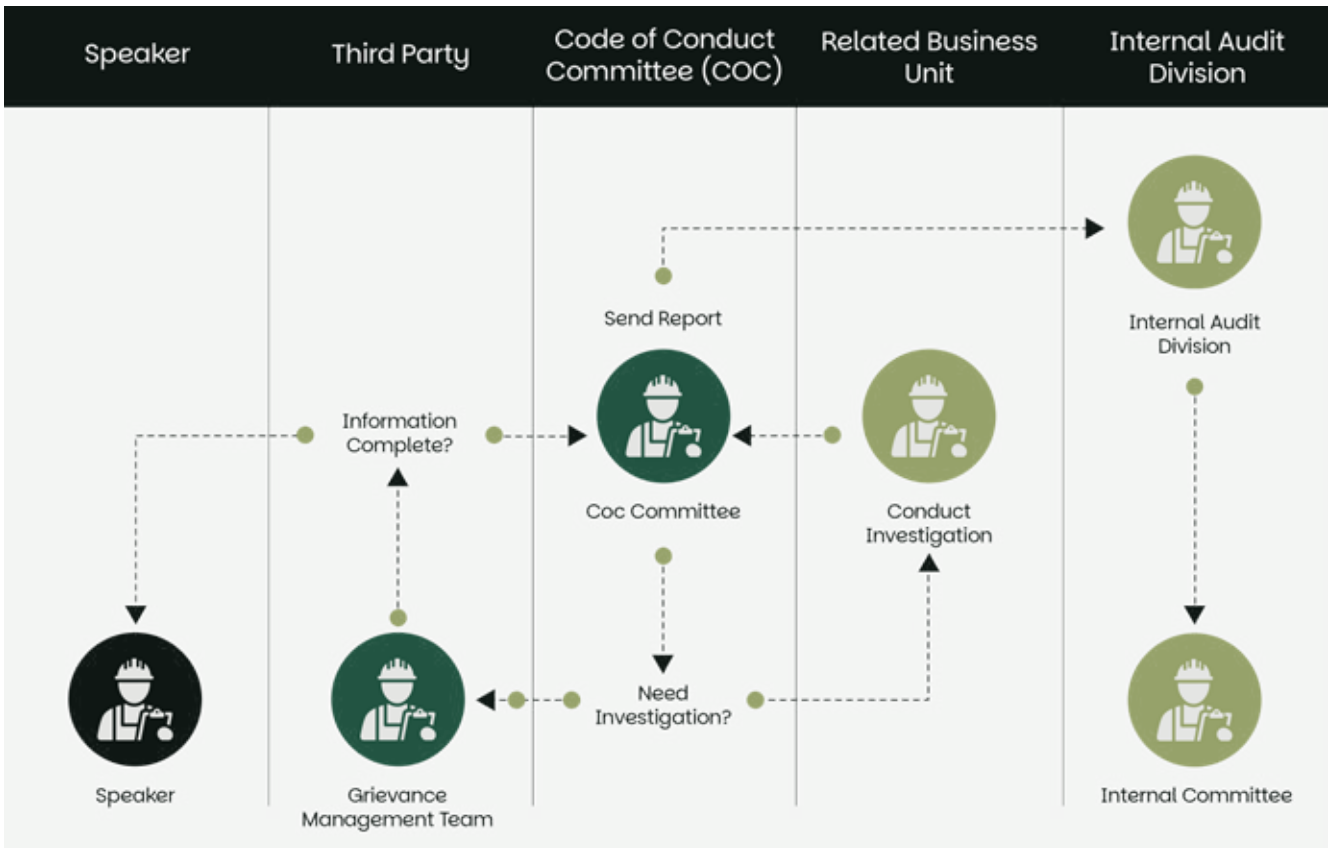 Speaker
Third Party
Code of Conduct
Committee (COC)
Related Business
Unit
Internal Audit
Division
Send Report
Internal Audit
Division
Information
Complete?
Coc Committee
Conduct
Investigation
Need
Investigation?
Speaker
Grievance
Management Team
Internal Committee